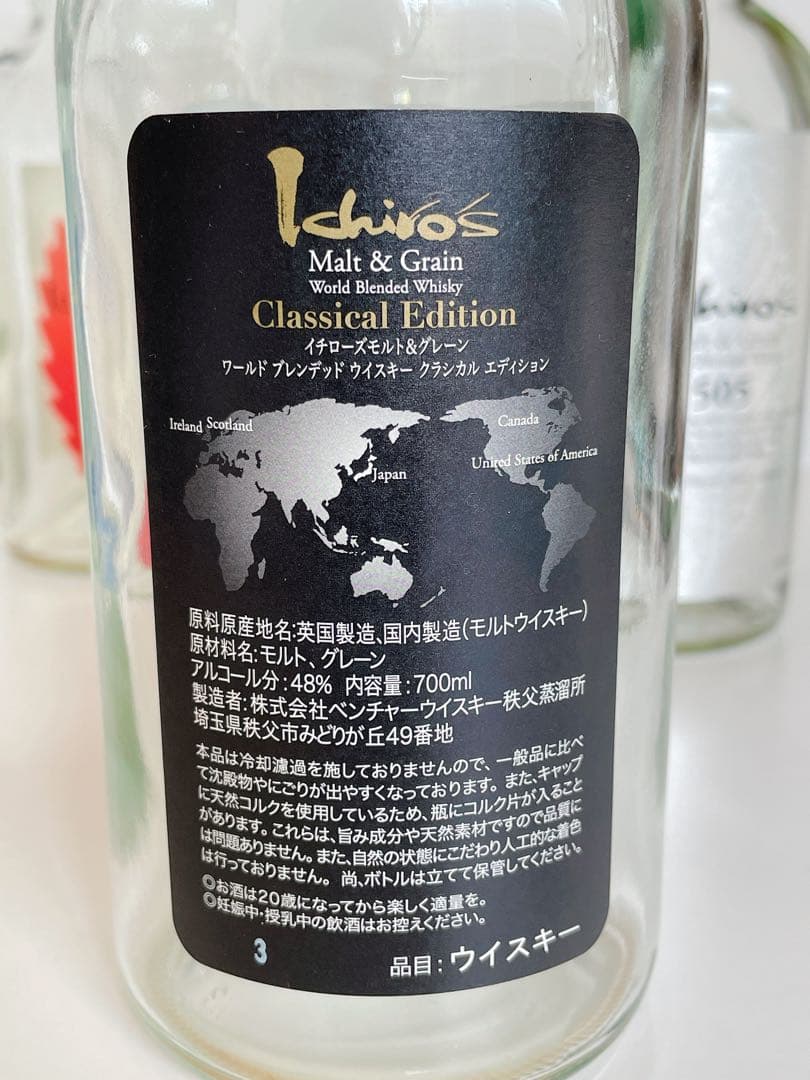 Ichiro's
Malt & Grain
World Blended Whisky
Classical Edition
イチローズモルト&グレーン
ワールド ブレンデッド ウイスキー クラシカル エディション
Ireland Scotland
Canada
Japan
United States of America
原料原産地名:英国製造、国内製造(モルトウイスキー)
原材料名:モルト、グレーン
アルコール分:48% 内容量:700ml
製造者:株式会社ベンチャーウイスキー秩父蒸溜所
埼玉県秩父市みどりが丘49番地
本品は冷却濾過を施しておりませんので、一般品に比べ
て沈殿物やにごりが出やすくなっております。また、キャップ
に天然コルクを使用しているため、瓶にコルク片が入ること
があります。これらは、旨み成分や天然素材ですので品質に
は問題ありません。また、自然の状態にこだわり人工的な着色
は行っておりません。尚、ボトルは立てて保管してください。
◎お酒は20歳になってから楽しく適量を。
◎妊娠中・授乳中の飲酒はお控えください。
3
品目:ウイスキー
505